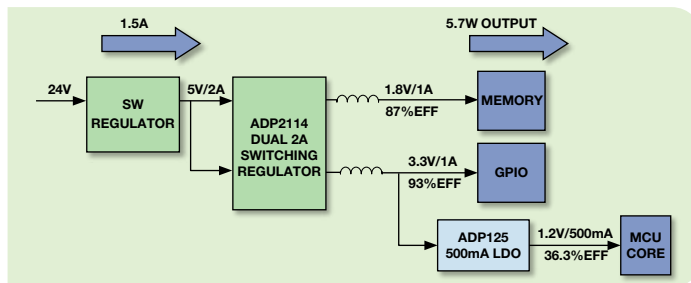 1.5A
5.7W OUTPUT
24V
SW
REGULATOR
5V/2A
ADP2114
DUAL 2A
SWITCHING
REGULATOR
1.8V/1A
87%EFF
MEMORY
3.3V/1A
93%EFF
GPIO
ADP125
500mA LDO
1.2V/500mA
36.3%EFF
MCU
CORE